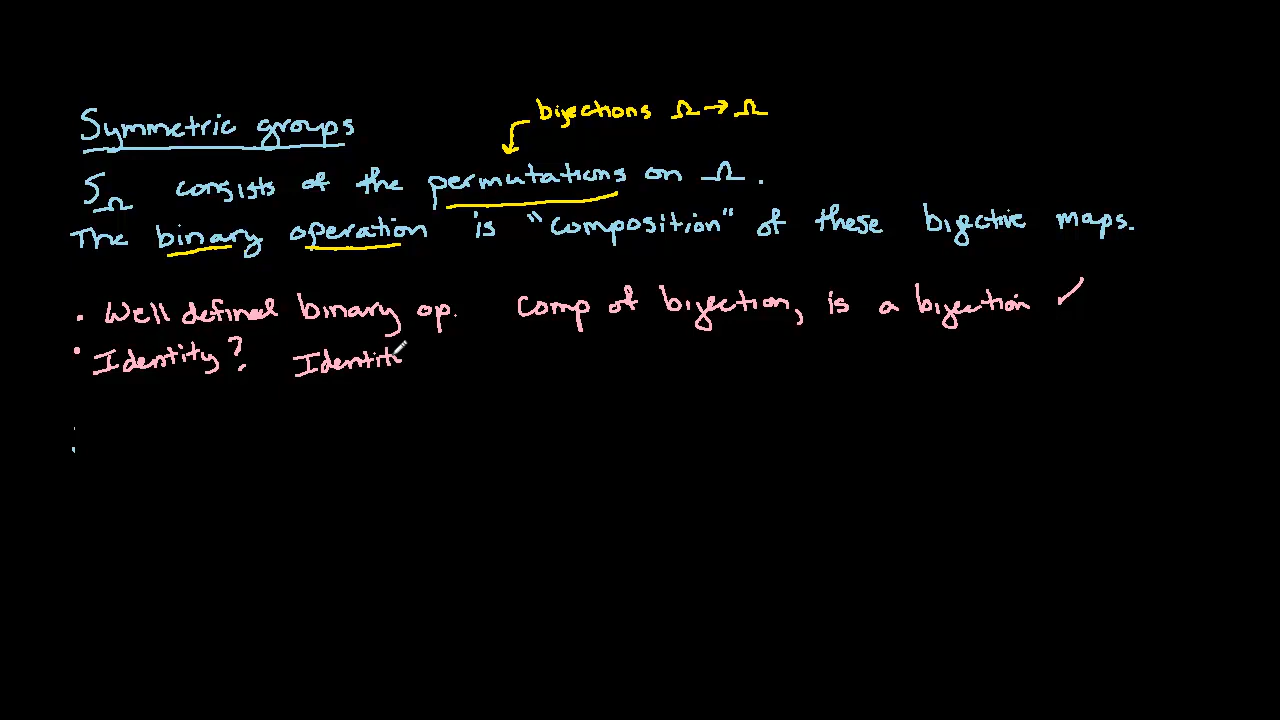 bijections Ω → Ω
Symmetric groups
S_Ω consists of the permutations on Ω.
The binary operation is "composition" of these bijective maps.
• Well defined binary op. Comp of bijection, is a bijection ✓
• Identity? Identit